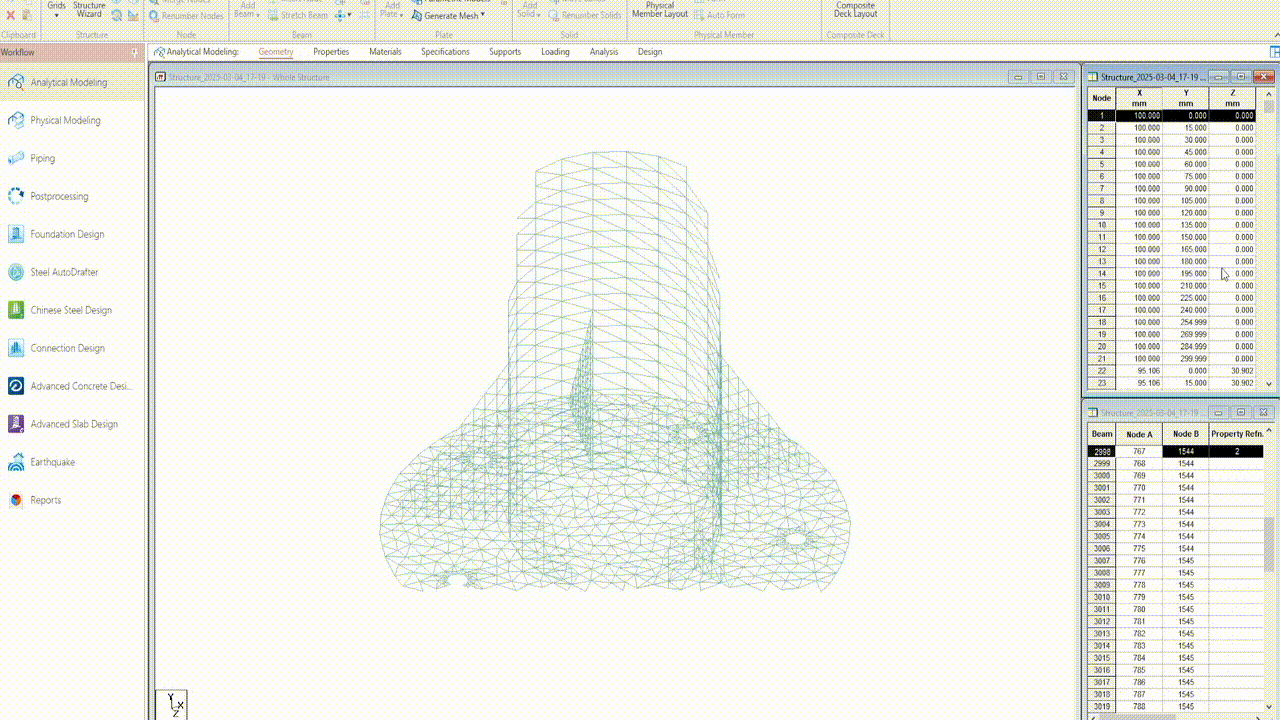 Merge Nodes
Parametric Models
Grids
Structure Wizard
Renumber Nodes
Add Beam
Stretch Beam
Add Plate
Generate Mesh
Add Solid
Renumber Solids
Physical Member Layout
Auto Form
Composite Deck Layout
Clipboard Structure Node Beam Plate Solid Physical Member Composite Deck
Workflow
Analytical Modeling: Geometry Properties Materials Specifications Supports Loading Analysis Design
Analytical Modeling
Physical Modeling
Piping
Postprocessing
Foundation Design
Steel AutoDrafter
Chinese Steel Design
Connection Design
Advanced Concrete Desi...
Advanced Slab Design
Earthquake
Reports
Structure_2025-03-04_17-19 - Whole Structure
Y
X
Z
Structure_2025-03-04_17-19 ...
Node X mm Y mm Z mm
1 100.000 0.000 0.000
2 100.000 15.000 0.000
3 100.000 30.000 0.000
4 100.000 45.000 0.000
5 100.000 60.000 0.000
6 100.000 75.000 0.000
7 100.000 90.000 0.000
8 100.000 105.000 0.000
9 100.000 120.000 0.000
10 100.000 135.000 0.000
11 100.000 150.000 0.000
12 100.000 165.000 0.000
13 100.000 180.000 0.000
14 100.000 195.000 0.000
15 100.000 210.000 0.000
16 100.000 225.000 0.000
17 100.000 240.000 0.000
18 100.000 254.999 0.000
19 100.000 269.999 0.000
20 100.000 284.999 0.000
21 100.000 299.999 0.000
22 95.106 0.000 30.902
23 95.106 15.000 30.902
Structure_2025-03-04_17-19 ...
Beam Node A Node B Property Refn.
2998 767 1544 2
2999 768 1544
3000 769 1544
3001 770 1544
3002 771 1544
3003 772 1544
3004 773 1544
3005 774 1544
3006 775 1544
3007 776 1545
3008 777 1545
3009 778 1545
3010 779 1545
3011 780 1545
3012 781 1545
3013 782 1545
3014 783 1545
3015 784 1545
3016 785 1545
3017 786 1545
3018 787 1545
3019 788 1545